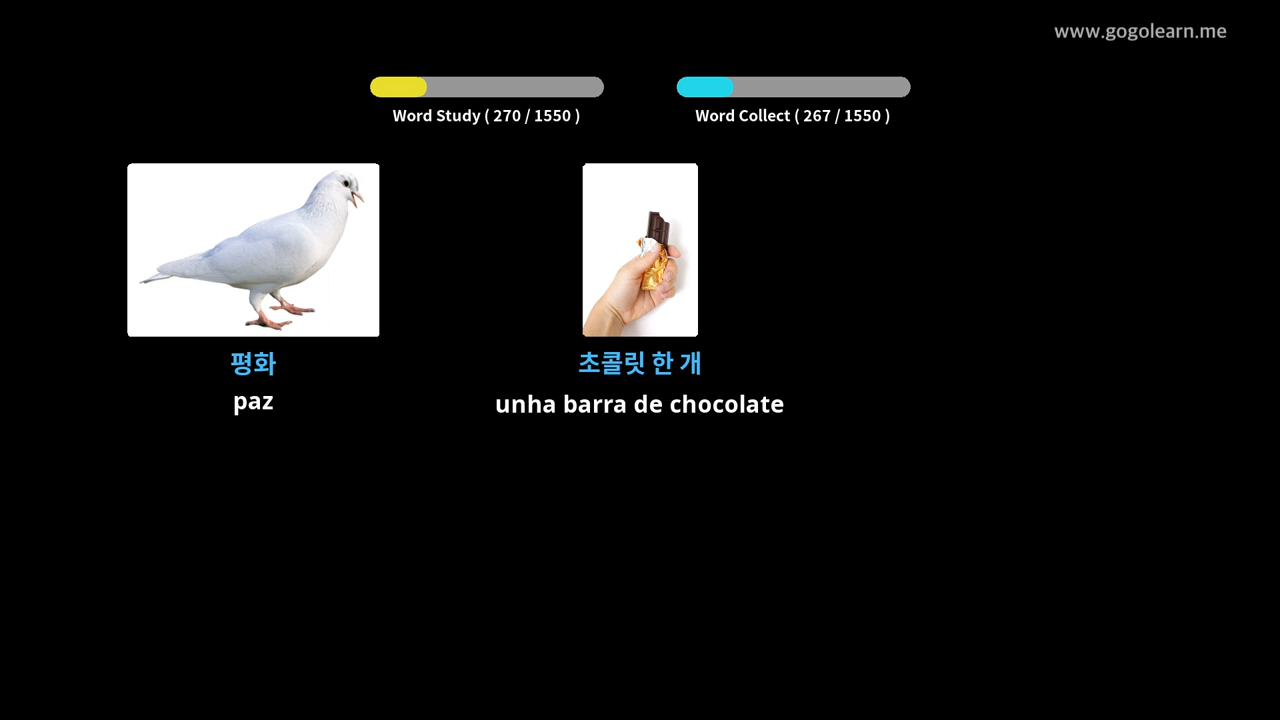 www.gogolearn.me
Word Study ( 270 / 1550 )
Word Collect ( 267 / 1550 )
평화
paz
초콜릿 한 개
unha barra de chocolate